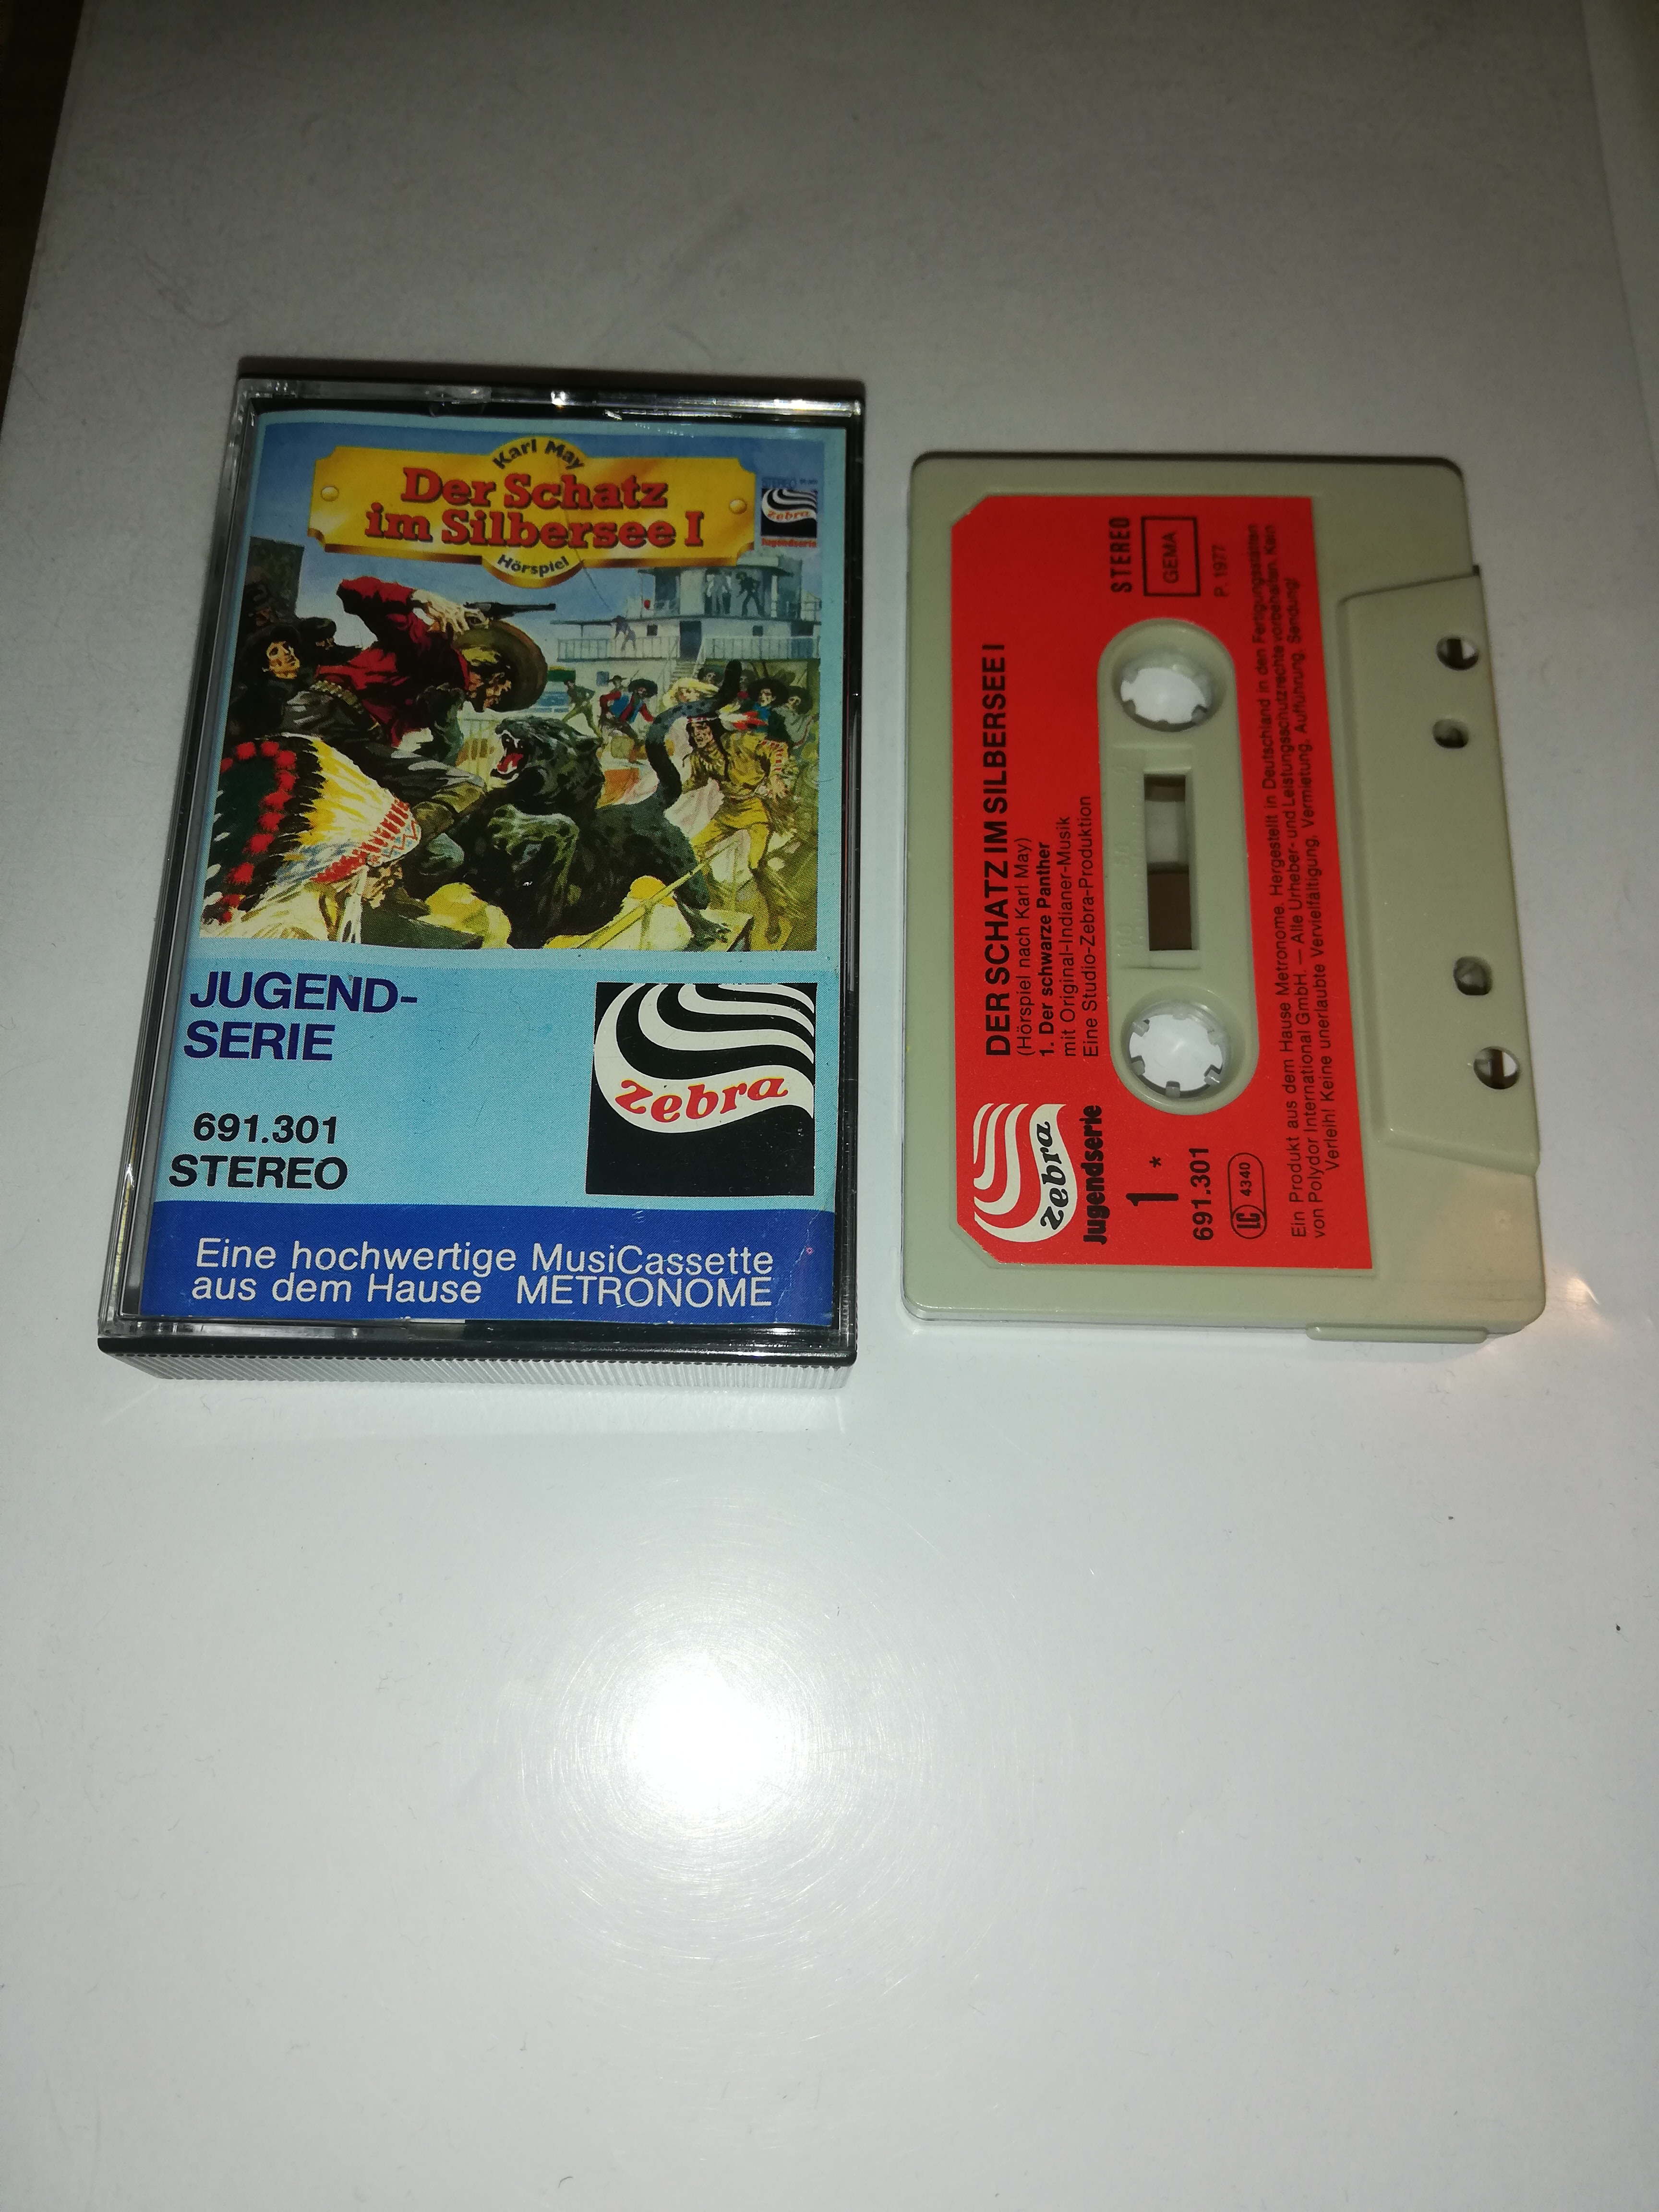 Karl May
Der Schatz
im Silbersee I
Hörspiel
STEREO
zebra
Jugendserie
JUGEND-
SERIE
zebra
691.301
STEREO
Eine hochwertige MusiCassette
aus dem Hause METRONOME
zebra
Jugendserie
1
*
691.301
LC 4340
DER SCHATZ IM SILBERSEE I
(Hörspiel nach Karl May)
1. Der schwarze Panther
mit Original-Indianer-Musik
Eine Studio-Zebra-Produktion
STEREO
GEMA
P. 1977
Ein Produkt aus dem Hause Metronome. Hergestellt in Deutschland in den Fertigungsstätten
von Polydor International GmbH. — Alle Urheber- und Leistungsschutzrechte vorbehalten. Kein
Verleih! Keine unerlaubte Vervielfältigung, Vermietung, Aufführung, Sendung!